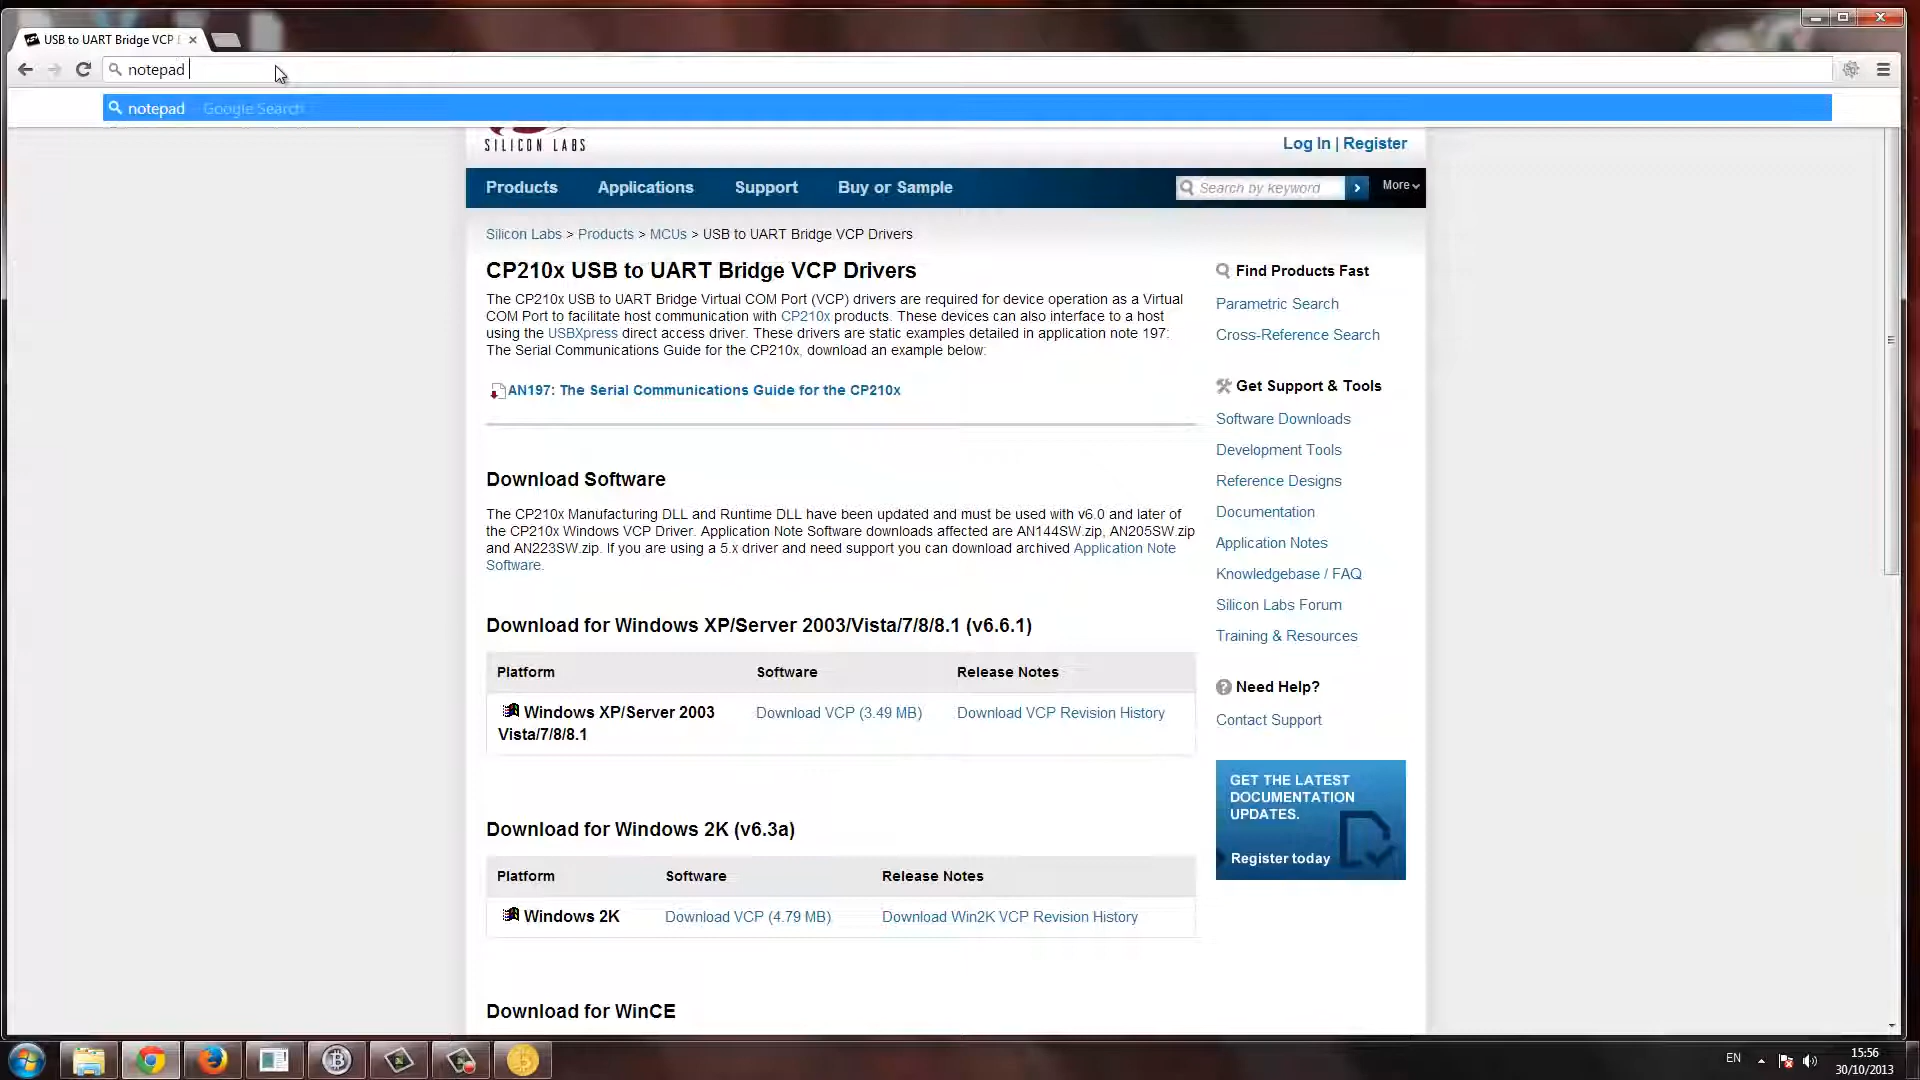 USB to UART Bridge VCP
notepad
notepad - Google Search
SILICON LABS
Log In | Register
Products
Applications
Support
Buy or Sample
Search by keyword
More
Silicon Labs > Products > MCUs > USB to UART Bridge VCP Drivers
CP210x USB to UART Bridge VCP Drivers
The CP210x USB to UART Bridge Virtual COM Port (VCP) drivers are required for device operation as a Virtual
COM Port to facilitate host communication with CP210x products. These devices can also interface to a host
using the USBXpress direct access driver. These drivers are static examples detailed in application note 197:
The Serial Communications Guide for the CP210x, download an example below:
AN197: The Serial Communications Guide for the CP210x
Download Software
The CP210x Manufacturing DLL and Runtime DLL have been updated and must be used with v6.0 and later of
the CP210x Windows VCP Driver. Application Note Software downloads affected are AN144SW.zip, AN205SW.zip
and AN223SW.zip. If you are using a 5.x driver and need support you can download archived Application Note
Software.
Download for Windows XP/Server 2003/Vista/7/8/8.1 (v6.6.1)
Platform
Software
Release Notes
Windows XP/Server 2003
Vista/7/8/8.1
Download VCP (3.49 MB)
Download VCP Revision History
Download for Windows 2K (v6.3a)
Platform
Software
Release Notes
Windows 2K
Download VCP (4.79 MB)
Download Win2K VCP Revision History
Download for WinCE
Find Products Fast
Parametric Search
Cross-Reference Search
Get Support & Tools
Software Downloads
Development Tools
Reference Designs
Documentation
Application Notes
Knowledgebase / FAQ
Silicon Labs Forum
Training & Resources
Need Help?
Contact Support
GET THE LATEST
DOCUMENTATION
UPDATES.
Register today
EN
15:56
30/10/2013